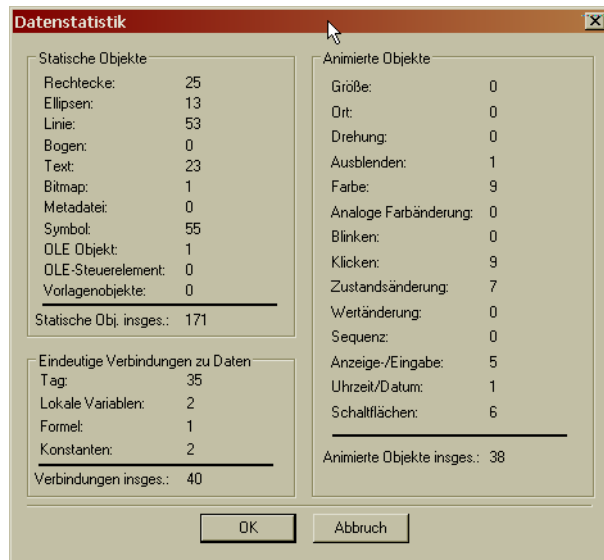 Datenstatistik
Statische Objekte
Rechtecke: 25
Ellipsen: 13
Linie: 53
Bogen: 0
Text: 23
Bitmap: 1
Metadatei: 0
Symbol: 55
OLE Objekt: 1
OLE-Steuerelement: 0
Vorlagenobjekte: 0
Statische Obj. insges.: 171
Eindeutige Verbindungen zu Daten
Tag: 35
Lokale Variablen: 2
Formel: 1
Konstanten: 2
Verbindungen insges.: 40
Animierte Objekte
Größe: 0
Ort: 0
Drehung: 0
Ausblenden: 1
Farbe: 9
Analoge Farbänderung: 0
Blinken: 0
Klicken: 9
Zustandsänderung: 7
Wertänderung: 0
Sequenz: 0
Anzeige-/Eingabe: 5
Uhrzeit/Datum: 1
Schaltflächen: 6
Animierte Objekte insges.: 38
OK
Abbruch